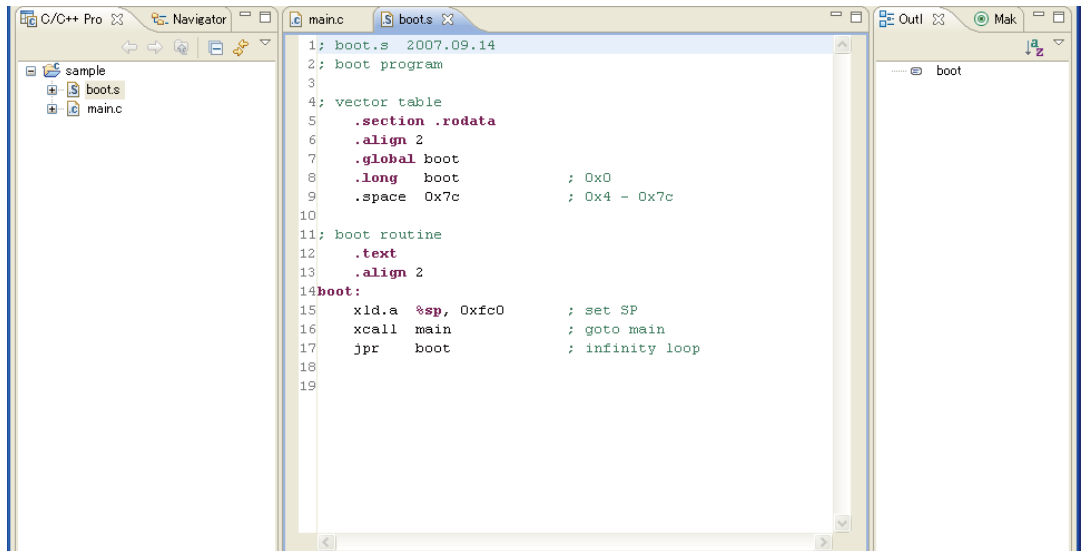 C/C++ Pro Navigator
sample
boot.s
main.c
main.c boot.s
1; boot.s 2007.09.14
2; boot program
3
4; vector table
5 .section .rodata
6 .align 2
7 .global boot
8 .long boot ; 0x0
9 .space 0x7c ; 0x4 - 0x7c
10
11; boot routine
12 .text
13 .align 2
14boot:
15 xld.a %sp, 0xfc0 ; set SP
16 xcall main ; goto main
17 jpr boot ; infinity loop
18
19
Outl Mak
boot